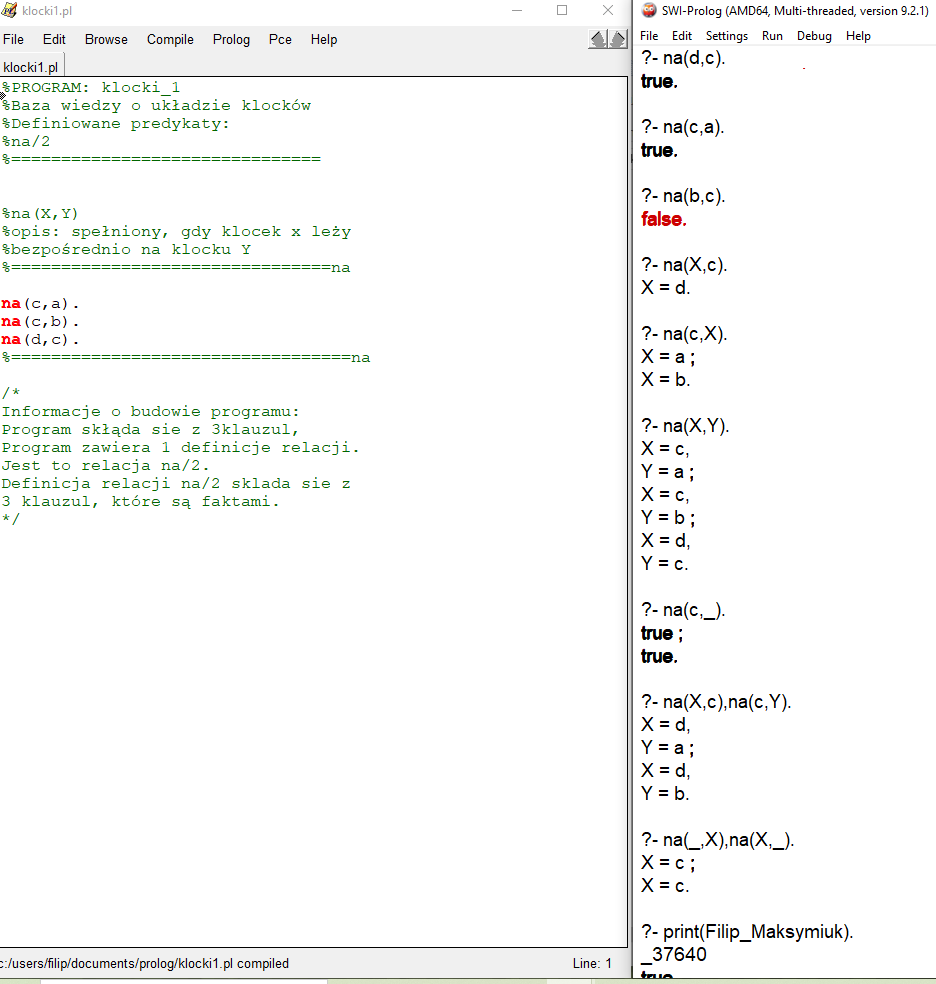 klocki1.pl
File Edit Browse Compile Prolog Pce Help
klocki1.pl
%PROGRAM: klocki_1
%Baza wiedzy o układzie klocków
%Definiowane predykaty:
%na/2
%===============================
%na(X,Y)
%opis: spełniony, gdy klocek x leży
%bezpośrednio na klocku Y
%================================na
na(c,a).
na(c,b).
na(d,c).
%==================================na
/*
Informacje o budowie programu:
Program skłąda sie z 3klauzul,
Program zawiera 1 definicje relacji.
Jest to relacja na/2.
Definicja relacji na/2 sklada sie z
3 klauzul, które są faktami.
*/
c:/users/filip/documents/prolog/klocki1.pl compiled
Line: 1
SWI-Prolog (AMD64, Multi-threaded, version 9.2.1)
File Edit Settings Run Debug Help
?- na(d,c).
true.
?- na(c,a).
true.
?- na(b,c).
false.
?- na(X,c).
X = d.
?- na(c,X).
X = a ;
X = b.
?- na(X,Y).
X = c,
Y = a ;
X = c,
Y = b ;
X = d,
Y = c.
?- na(c,_).
true ;
true.
?- na(X,c),na(c,Y).
X = d,
Y = a ;
X = d,
Y = b.
?- na(_,X),na(X,_).
X = c ;
X = c.
?- print(Filip_Maksymiuk).
_37640
true.